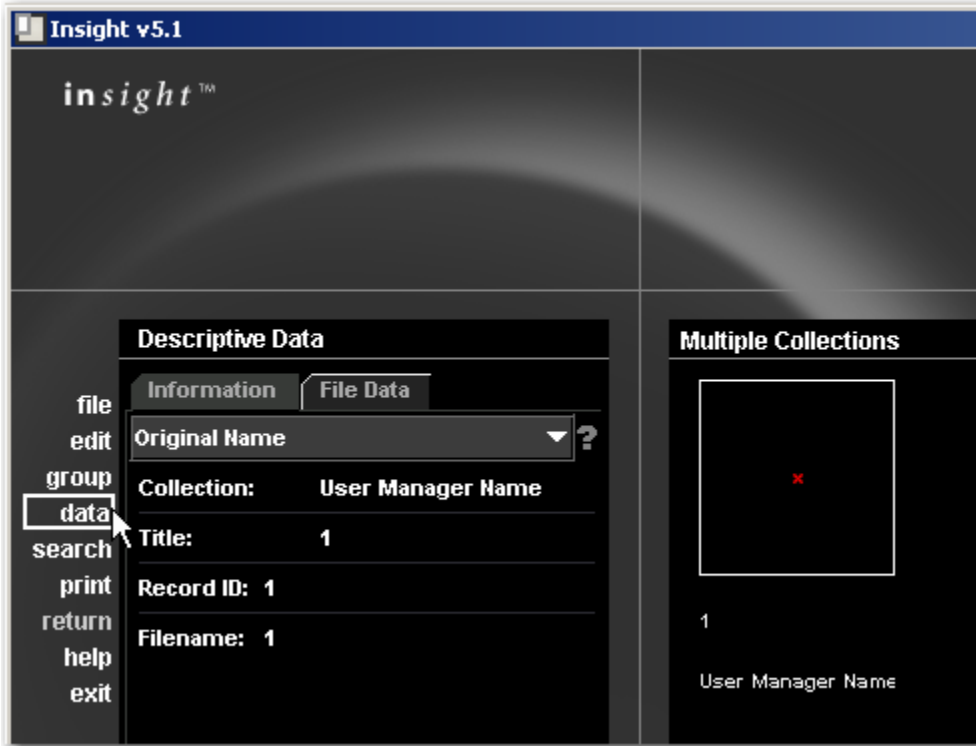 Insight v5.1
insight™
Descriptive Data
Information
File Data
Original Name
?
Collection: User Manager Name
Title: 1
Record ID: 1
Filename: 1
file
edit
group
data
search
print
return
help
exit
Multiple Collections
1
User Manager Name